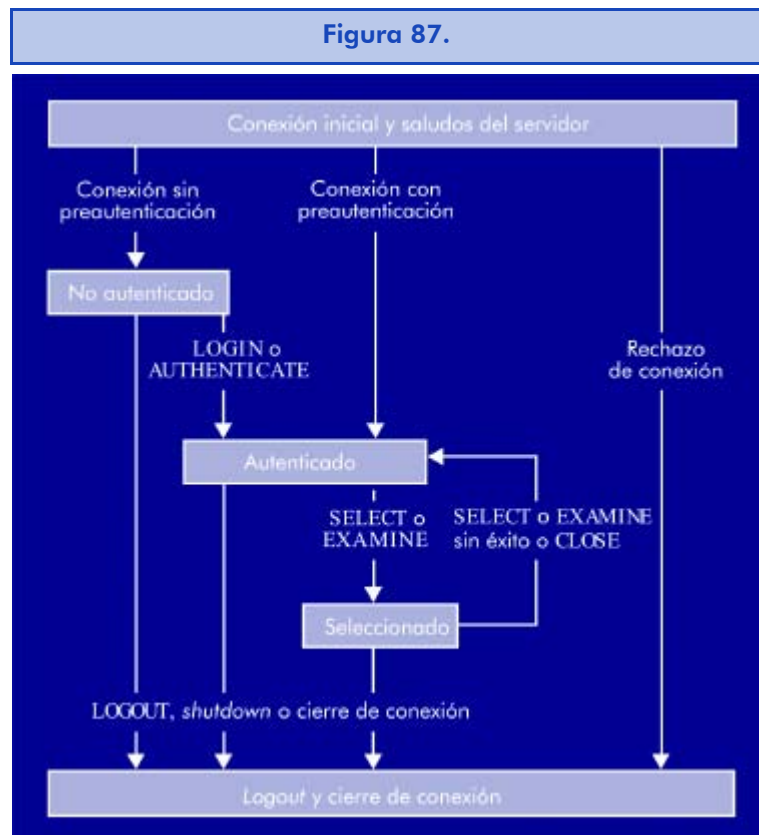 Figura 87.
Conexión inicial y saludos del servidor
Conexión sin
preautenticación
Conexión con
preautenticación
No autenticado
LOGIN o
AUTHENTICATE
Rechazo
de conexión
Autenticado
SELECT o
EXAMINE
SELECT o EXAMINE
sin éxito o CLOSE
Seleccionado
LOGOUT, shutdown o cierre de conexión
Logout y cierre de conexión